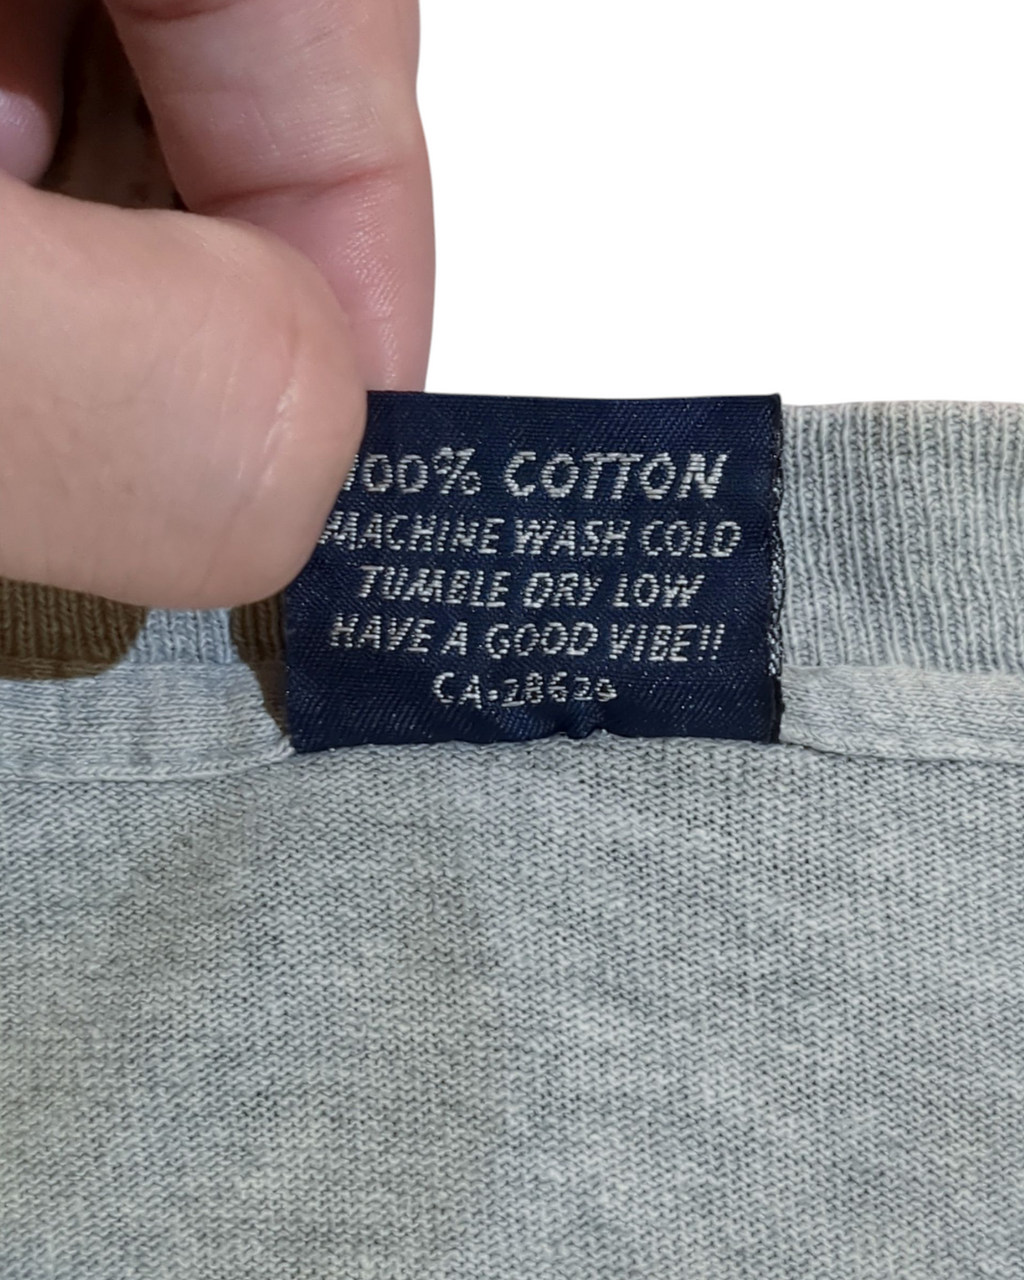 100% COTTON
MACHINE WASH COLD
TUMBLE DRY LOW
HAVE A GOOD VIBE!!
CA-28620